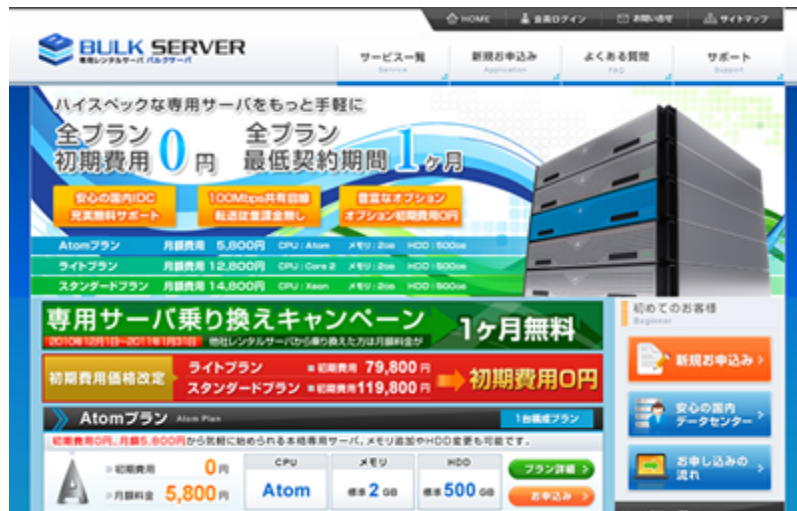 HOME 会員ログイン お問い合せ サイトマップ
BULK SERVER
専用レンタルサーバ バルクサーバ
サービス一覧 新規お申込み よくある質問 サポート
Service Application FAQ Support
ハイスペックな専用サーバをもっと手軽に
全プラン 初期費用 0円
全プラン 最低契約期間 1ヶ月
安心の国内IDC
充実無料サポート
100Mbps共有回線
転送従量課金無し
豊富なオプション
オプション初期費用0円
Atomプラン 月額費用 5,800円 CPU:Atom メモリ:2GB HDD:500GB
ライトプラン 月額費用 12,800円 CPU:Core 2 メモリ:2GB HDD:500GB
スタンダードプラン 月額費用 14,800円 CPU:Xeon メモリ:2GB HDD:500GB
専用サーバ乗り換えキャンペーン 1ヶ月無料
2010年12月1日~2011年1月31日 他社レンタルサーバから乗り換えた方は月額料金が
初期費用価格改定
ライトプラン ※初期費用 79,800円
スタンダードプラン ※初期費用119,800円
初期費用0円
Atomプラン Atom Plan 1台構成プラン
初期費用0円、月額5,800円から気軽に始められる本格専用サーバ。メモリ追加やHDD変更も可能です。
初期費用 0円
月額料金 5,800円
CPU
Atom
メモリ
標準2GB
HDD
標準500GB
プラン詳細
お申込み
初めてのお客様
Beginner
新規お申込み
安心の国内
データセンター
お申し込みの
流れ